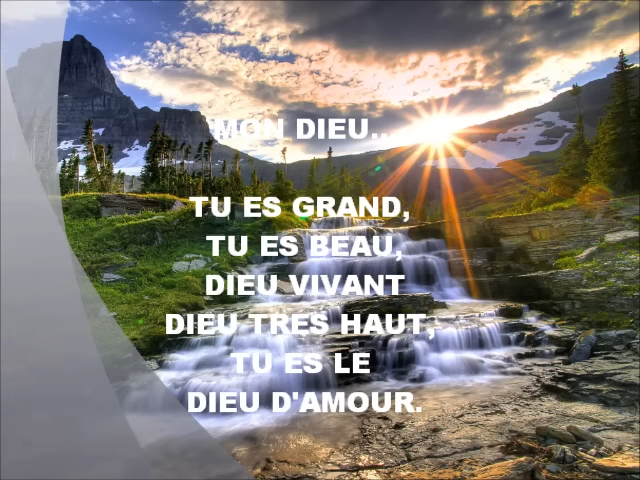 MON DIEU...
TU ES GRAND,
TU ES BEAU,
DIEU VIVANT
DIEU TRES HAUT,
TU ES LE
DIEU D'AMOUR.